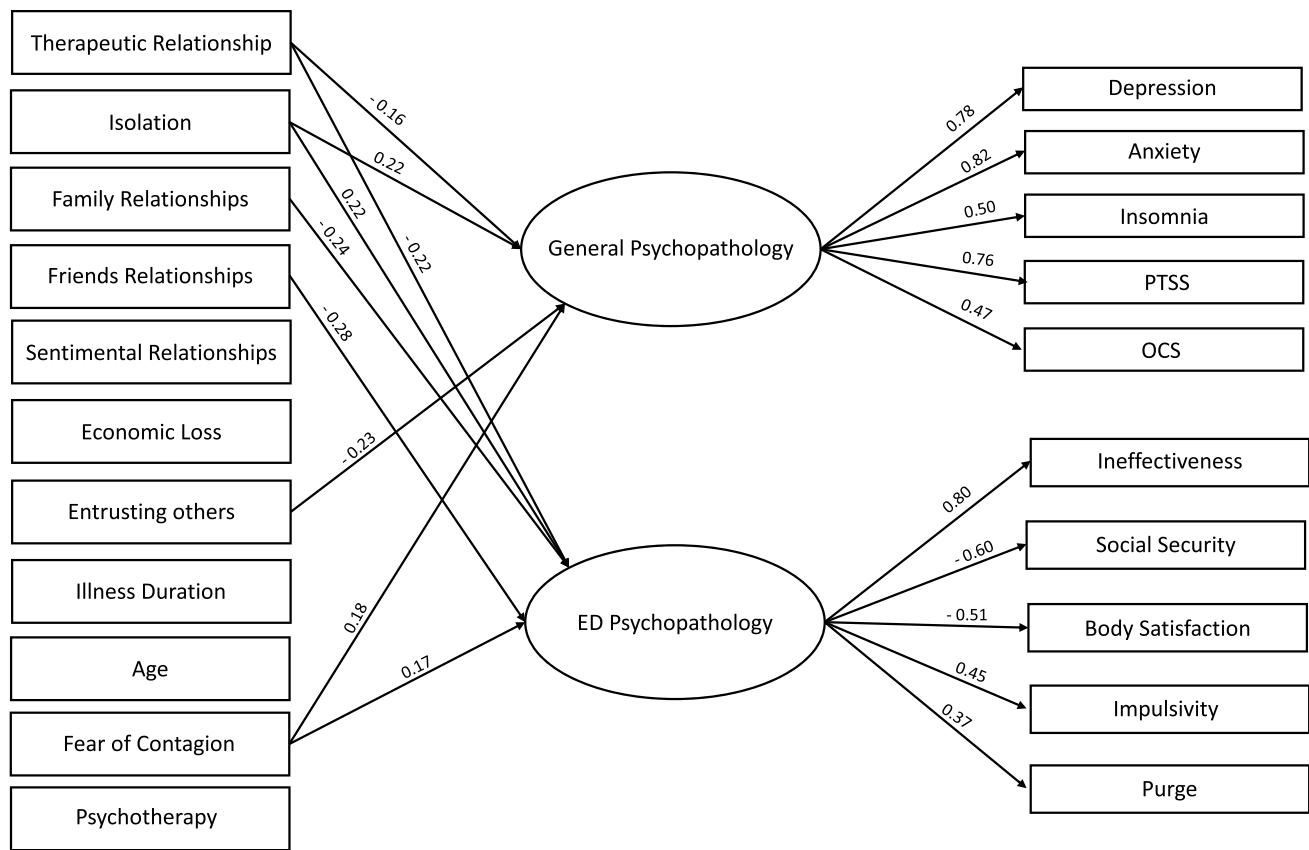 Therapeutic Relationship
Isolation
Family Relationships
Friends Relationships
Sentimental Relationships
Economic Loss
Entrusting others
Illness Duration
Age
Fear of Contagion
Psychotherapy
- 0.16
0.22
0.22
- 0.22
- 0.24
- 0.28
- 0.23
0.18
0.17
General Psychopathology
ED Psychopathology
0.78
0.82
0.50
0.76
0.47
0.80
- 0.60
- 0.51
0.45
0.37
Depression
Anxiety
Insomnia
PTSS
OCS
Ineffectiveness
Social Security
Body Satisfaction
Impulsivity
Purge